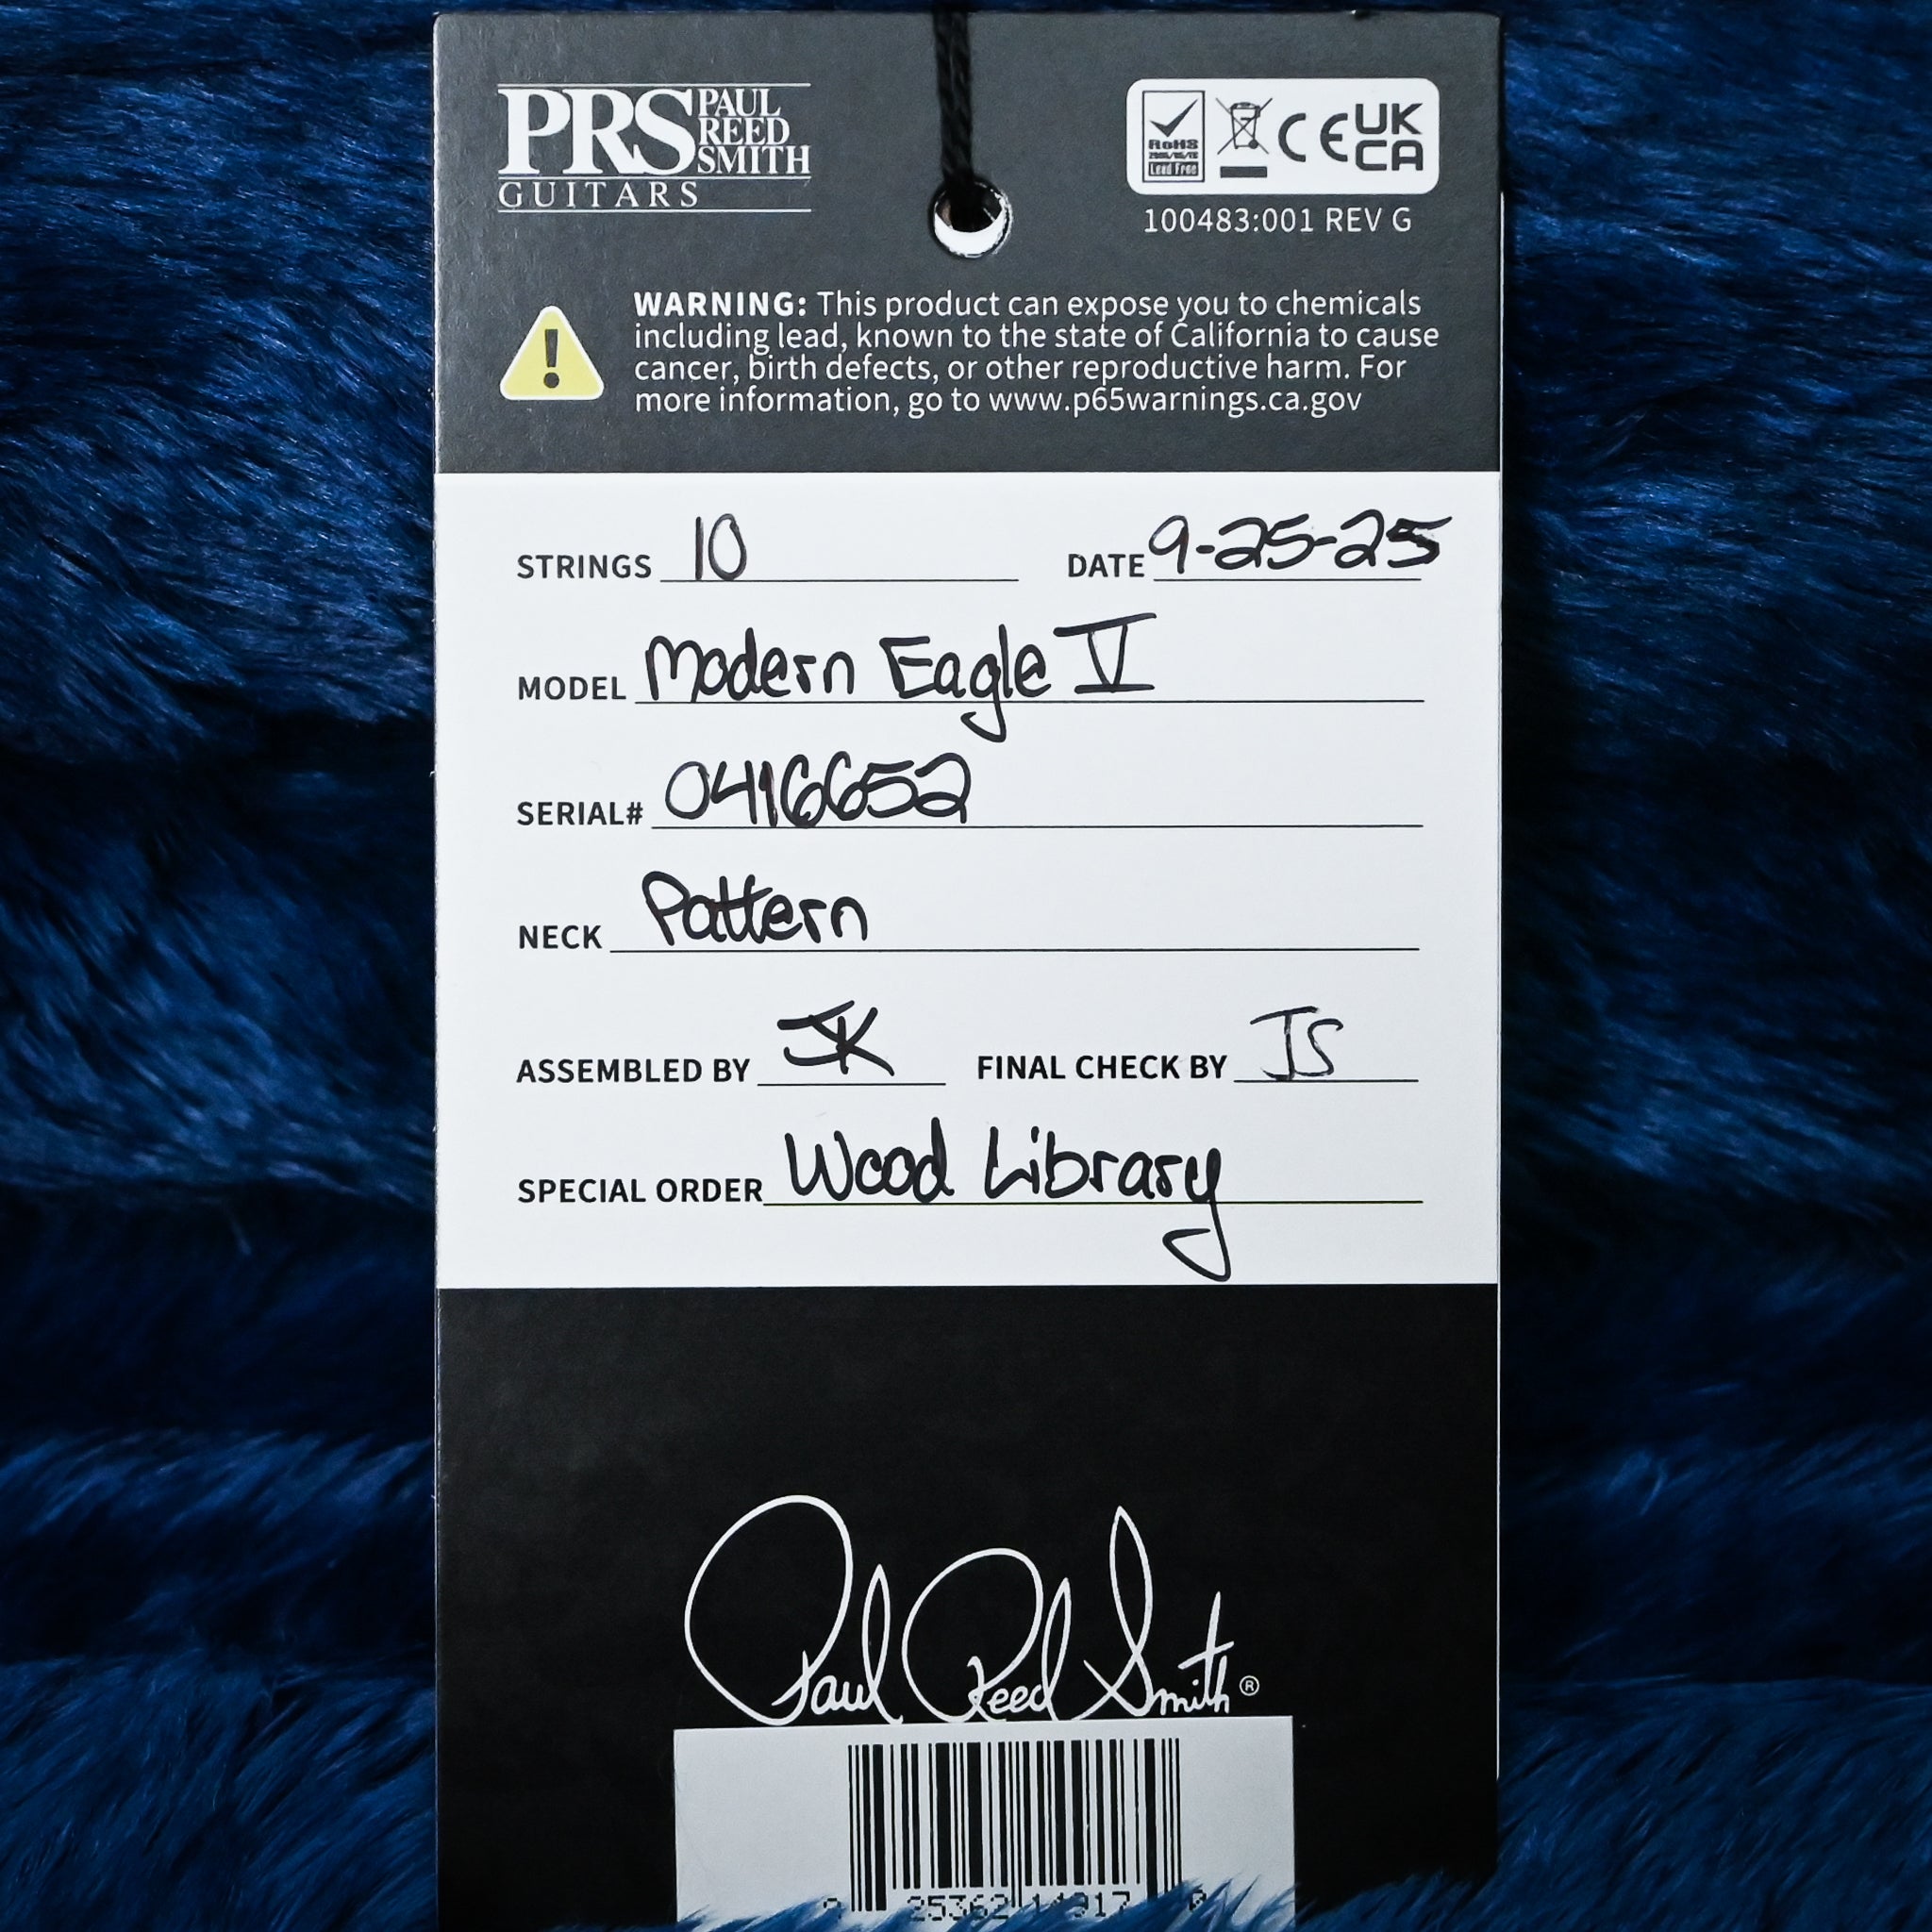 PRS PAUL REED SMITH
GUITARS
RoHS
Lead Free
CE UK CA
100483:001 REV G
WARNING: This product can expose you to chemicals
including lead, known to the state of California to cause
cancer, birth defects, or other reproductive harm. For
more information, go to www.p65warnings.ca.gov
STRINGS 10 DATE 9-25-25
MODEL Modern Eagle V
SERIAL# 0416652
NECK Pattern
ASSEMBLED BY JK FINAL CHECK BY JS
SPECIAL ORDER Wood Library
Paul Reed Smith®